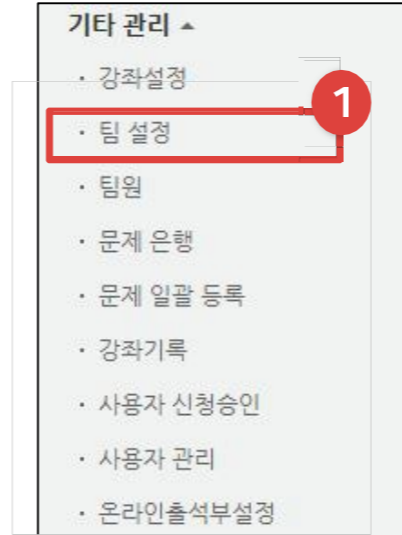 기타 관리 ▲
· 강좌설정
1
· 팀 설정
· 팀원
· 문제 은행
· 문제 일괄 등록
· 강좌기록
· 사용자 신청승인
· 사용자 관리
· 온라인출석부설정